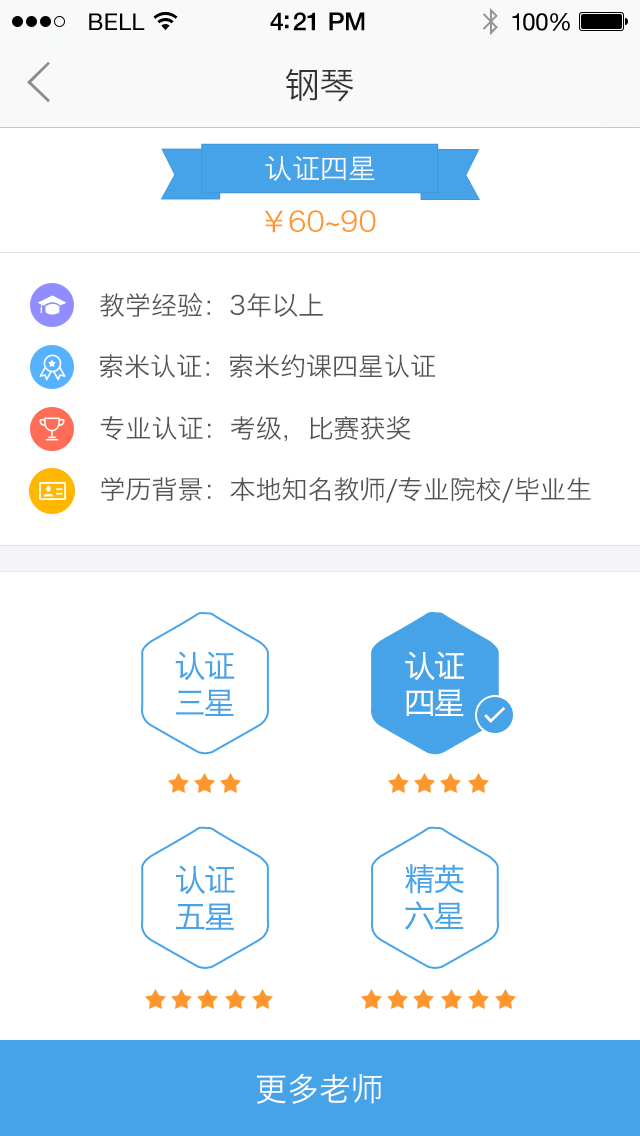 BELL 4:21 PM 100%
钢琴
认证四星
￥60~90
教学经验：3年以上
索米认证：索米约课四星认证
专业认证：考级，比赛获奖
学历背景：本地知名教师/专业院校/毕业生
认证
三星
认证
四星
认证
五星
精英
六星
更多老师